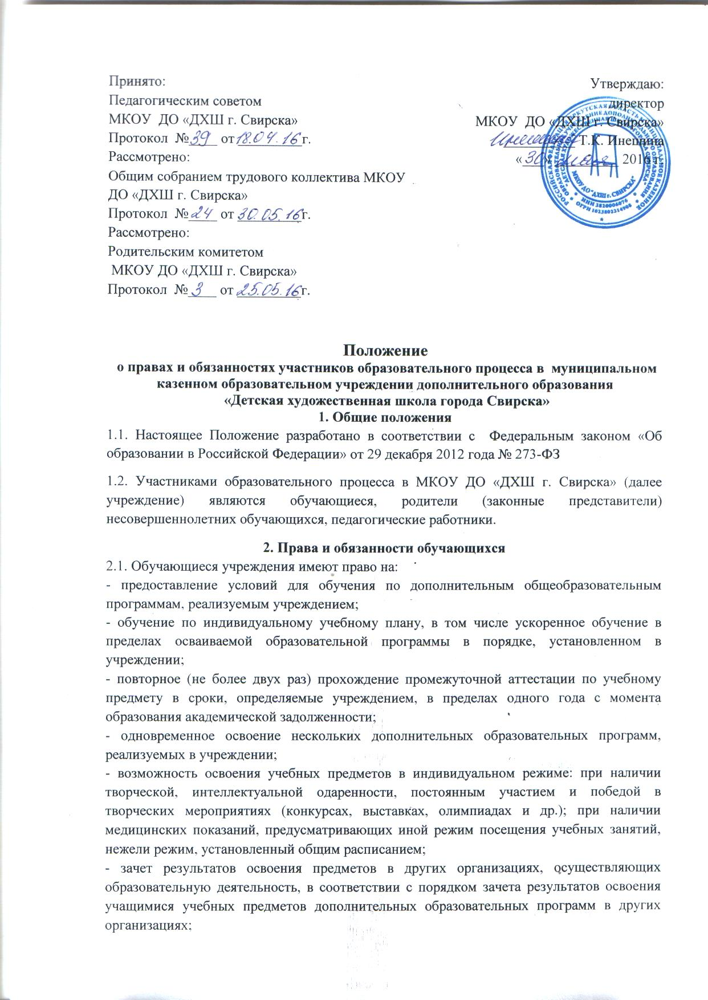 Принято:
Педагогическим советом
МКОУ  ДО «ДХШ г. Свирска»
Протокол  № 39 от 18.04.16 г.
Рассмотрено:
Общим собранием трудового коллектива МКОУ
ДО «ДХШ г. Свирска»
Протокол  № 24 от 30.05.16 г.
Рассмотрено:
Родительским комитетом
МКОУ ДО «ДХШ г. Свирска»
Протокол  № 3 от 25.05.16 г.
Утверждаю:
директор
МКОУ  ДО «ДХШ г. Свирска»
Т.К. Инешина
«30» мая 2016 г.
МКОУ ДО "ДХШ г. СВИРСКА"
ИНН 3820006076
ОГРН 1023802314908
Положение
о правах и обязанностях участников образовательного процесса в  муниципальном
казенном образовательном учреждении дополнительного образования
«Детская художественная школа города Свирска»
1. Общие положения
1.1. Настоящее Положение разработано в соответствии с  Федеральным законом «Об
образовании в Российской Федерации» от 29 декабря 2012 года № 273-ФЗ
1.2. Участниками образовательного процесса в МКОУ ДО «ДХШ г. Свирска» (далее
учреждение) являются обучающиеся, родители (законные представители)
несовершеннолетних обучающихся, педагогические работники.
2. Права и обязанности обучающихся
2.1. Обучающиеся учреждения имеют право на:
- предоставление условий для обучения по дополнительным общеобразовательным
программам, реализуемым учреждением;
- обучение по индивидуальному учебному плану, в том числе ускоренное обучение в
пределах осваиваемой образовательной программы в порядке, установленном в
учреждении;
- повторное (не более двух раз) прохождение промежуточной аттестации по учебному
предмету в сроки, определяемые учреждением, в пределах одного года с момента
образования академической задолженности;
- одновременное освоение нескольких дополнительных образовательных программ,
реализуемых в учреждении;
- возможность освоения учебных предметов в индивидуальном режиме: при наличии
творческой, интеллектуальной одаренности, постоянным участием и победой в
творческих мероприятиях (конкурсах, выставках, олимпиадах и др.); при наличии
медицинских показаний, предусматривающих иной режим посещения учебных занятий,
нежели режим, установленный общим расписанием;
- зачет результатов освоения предметов в других организациях, осуществляющих
образовательную деятельность, в соответствии с порядком зачета результатов освоения
учащимися учебных предметов дополнительных образовательных программ в других
организациях;